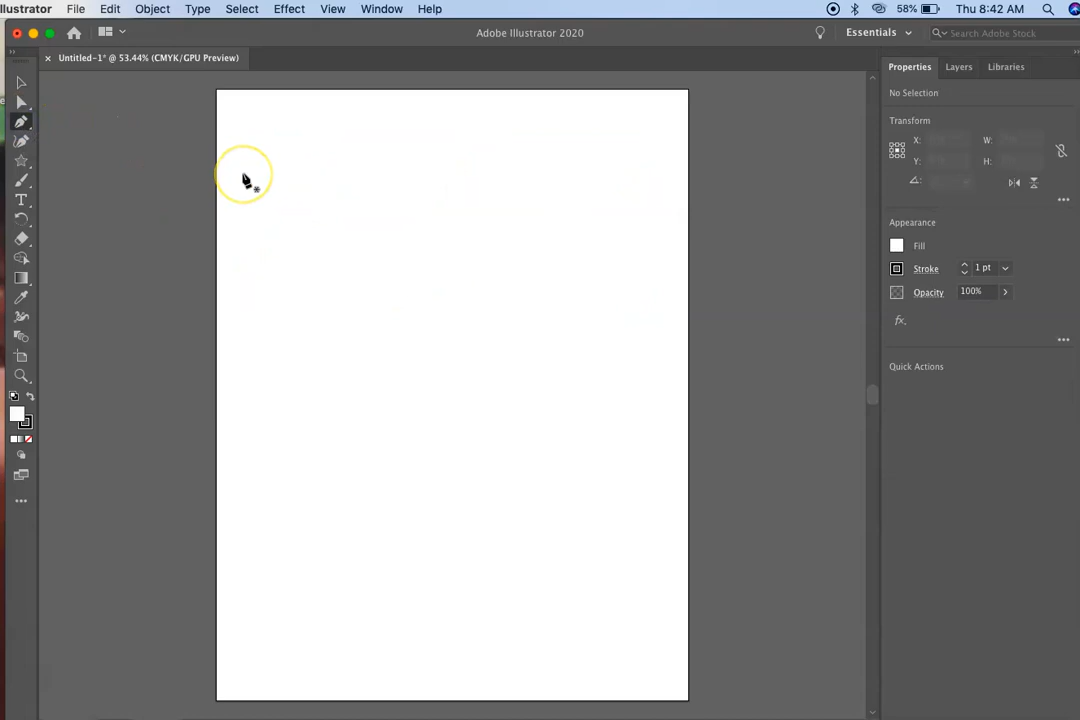 Illustrator File Edit Object Type Select Effect View Window Help 58% Thu 8:42 AM
Adobe Illustrator 2020 Essentials Search Adobe Stock
Untitled-1* @ 53.44% (CMYK/GPU Preview)
Properties Layers Libraries
No Selection
Transform
X: W:
Y: H:
Appearance
Fill
Stroke 1 pt
Opacity 100%
fx.
Quick Actions